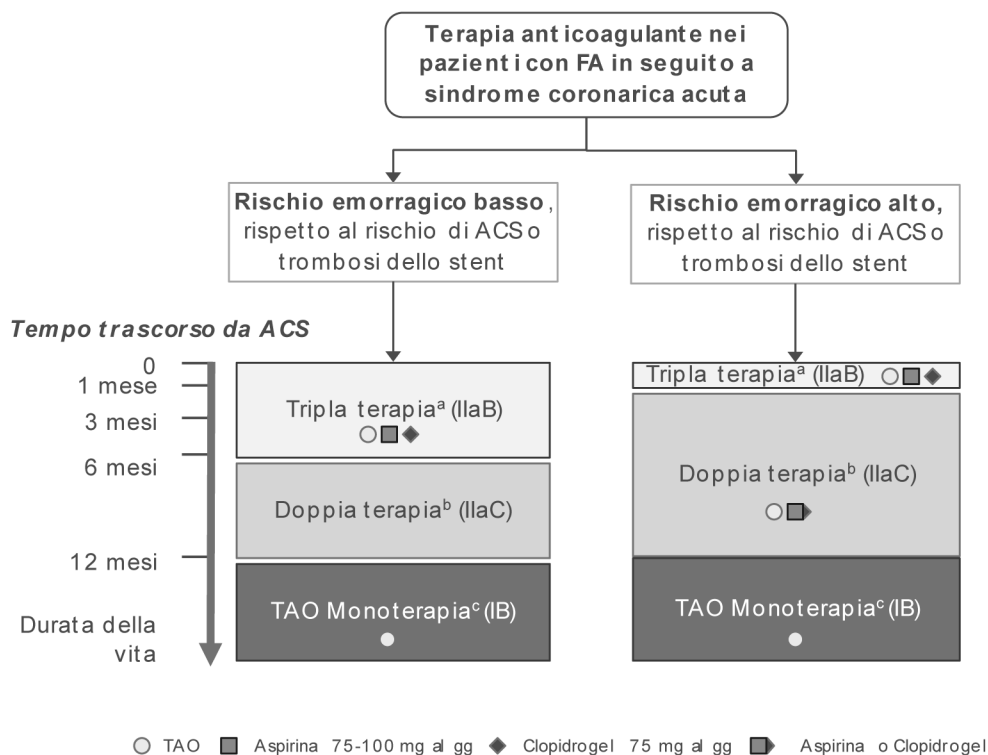 Terapia anticoagulante nei
pazienti con FA in seguito a
sindrome coronarica acuta
Rischio emorragico basso,
rispetto al rischio di ACS o
trombosi dello stent
Rischio emorragico alto,
rispetto al rischio di ACS o
trombosi dello stent
Tempo trascorso da ACS
0
1 mese
3 mesi
6 mesi
12 mesi
Durata della
vita
Tripla terapiaᵃ (IIaB)
Doppia terapiaᵇ (IIaC)
TAO Monoterapiaᶜ (IB)
Tripla terapiaᵃ (IIaB)
Doppia terapiaᵇ (IIaC)
TAO Monoterapiaᶜ (IB)
TAO Aspirina 75-100 mg al gg Clopidrogel 75 mg al gg Aspirina o Clopidrogel